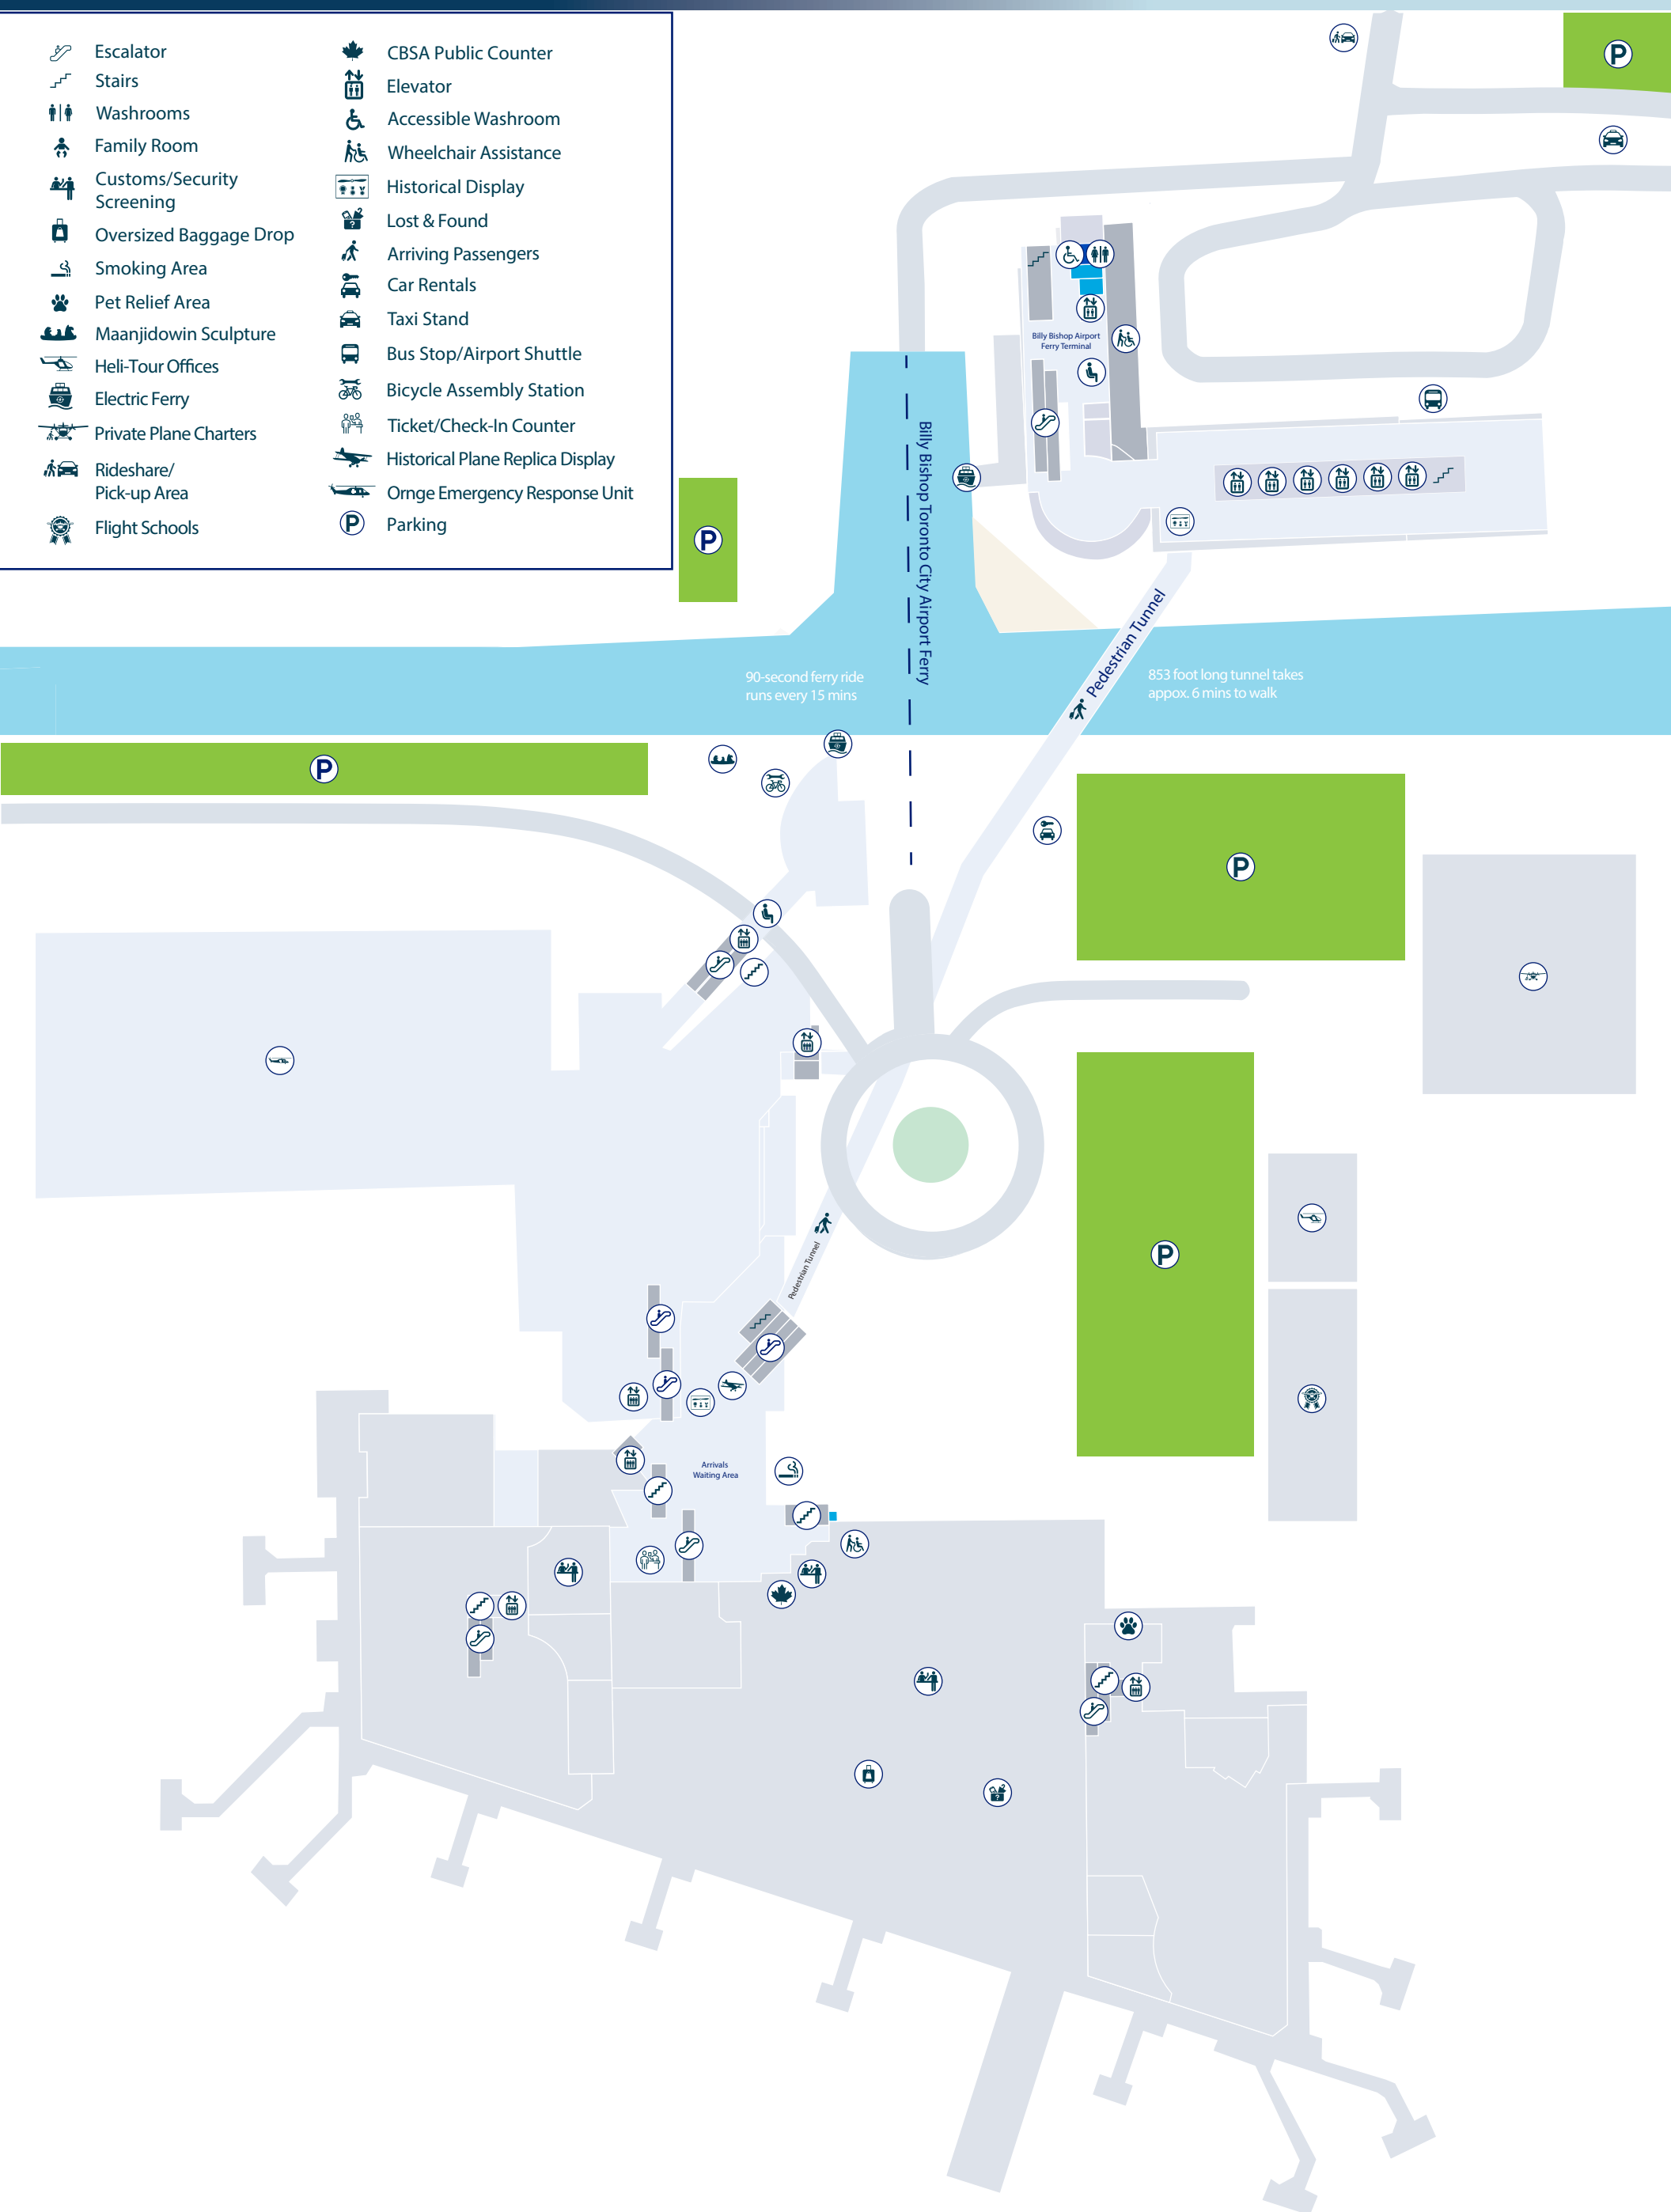 Escalator
Stairs
Washrooms
Family Room
Customs/Security
Screening
Oversized Baggage Drop
Smoking Area
Pet Relief Area
Maanjidowin Sculpture
Heli-Tour Offices
Electric Ferry
Private Plane Charters
Rideshare/
Pick-up Area
Flight Schools
CBSA Public Counter
Elevator
Accessible Washroom
Wheelchair Assistance
Historical Display
Lost & Found
Arriving Passengers
Car Rentals
Taxi Stand
Bus Stop/Airport Shuttle
Bicycle Assembly Station
Ticket/Check-In Counter
Historical Plane Replica Display
Ornge Emergency Response Unit
P
Parking
P
Billy Bishop Airport
Ferry Terminal
P
Billy Bishop Toronto City Airport Ferry
Pedestrian Tunnel
90-second ferry ride
runs every 15 mins
853 foot long tunnel takes
appox. 6 mins to walk
P
P
P
Pedestrian Tunnel
Arrivals
Waiting Area